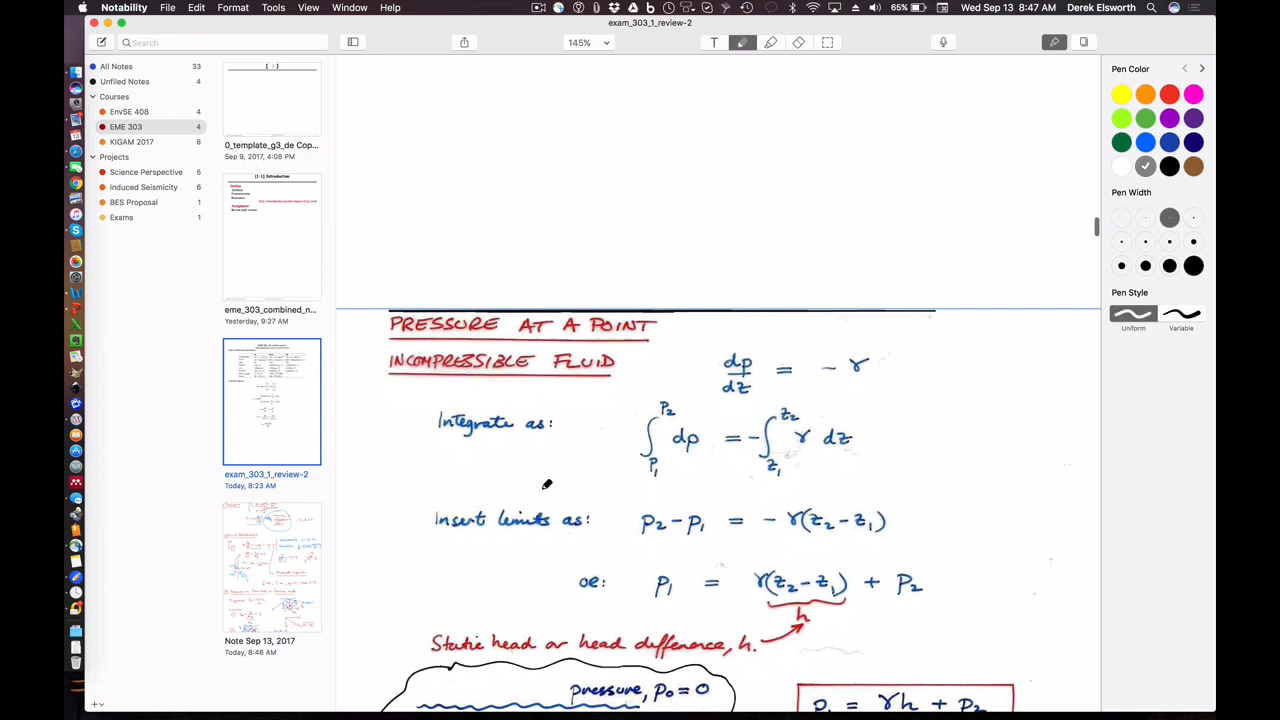 Notability File Edit Format Tools View Window Help 65% Wed Sep 13 8:47 AM Derek Elsworth
exam_303_1_review-2
Search
145%
T
All Notes 33
Unfiled Notes 4
Courses
EnvSE 408 4
EME 303 4
KIGAM 2017 8
Projects
Science Perspective 5
Induced Seismicity 6
BES Proposal 1
Exams 1
0_template_g3_de Cop...
Sep 9, 2017, 4:08 PM
[1:1] Introduction
eme_303_combined_n...
Yesterday, 9:27 AM
exam_303_1_review-2
Today, 8:23 AM
Note Sep 13, 2017
Today, 8:46 AM
PRESSURE AT A POINT
INCOMPRESSIBLE FLUID
dp/dz = - γ
Integrate as: ∫_{P1}^{P2} dp = -∫_{z1}^{z2} γ dz
Insert limits as: p2-p1 = - γ(z2-z1)
or: p1 = γ(z2-z1) + p2
h
Static head or head difference, h.
pressure, p0=0
p1 = γh + p2
Pen Color
Pen Width
Pen Style
Uniform Variable